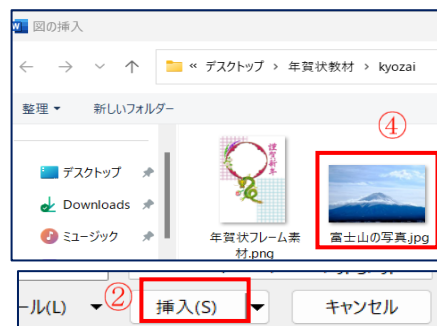 図の挿入
« デスクトップ › 年賀状教材 › kyozai
整理 新しいフォルダー
④
謹賀新年
デスクトップ
Downloads
ミュージック
年賀状フレーム素
材.png
富士山の写真.jpg
ール(L) ② 挿入(S) キャンセル